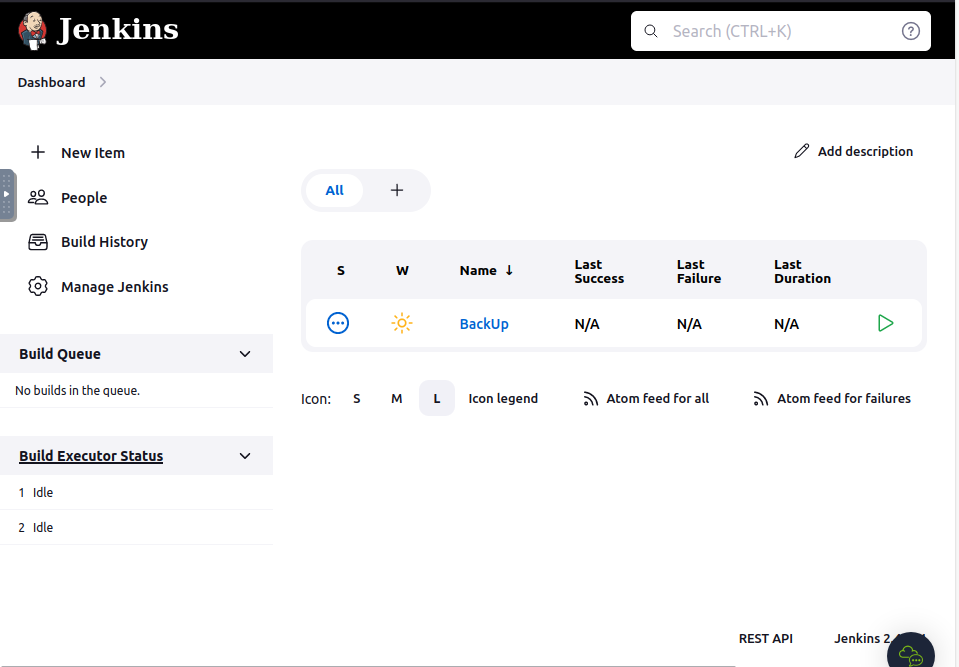 Jenkins
Search (CTRL+K)
Dashboard
New Item
People
Build History
Manage Jenkins
Build Queue
No builds in the queue.
Build Executor Status
1 Idle
2 Idle
Add description
All
S W Name ↓ Last Success Last Failure Last Duration
BackUp N/A N/A N/A
Icon: S M L Icon legend Atom feed for all Atom feed for failures
REST API Jenkins